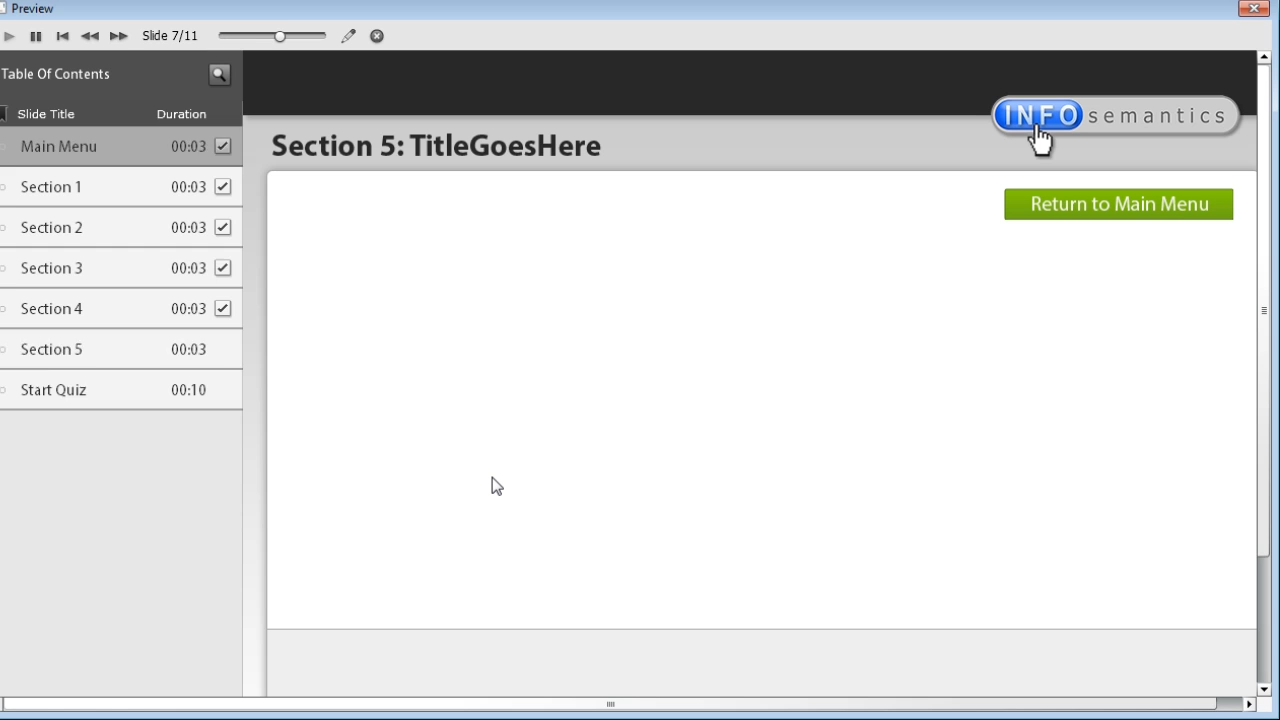 Preview
Slide 7/11
Table Of Contents
Slide Title Duration
Main Menu 00:03
Section 1 00:03
Section 2 00:03
Section 3 00:03
Section 4 00:03
Section 5 00:03
Start Quiz 00:10
INFOsemantics
Section 5: TitleGoesHere
Return to Main Menu